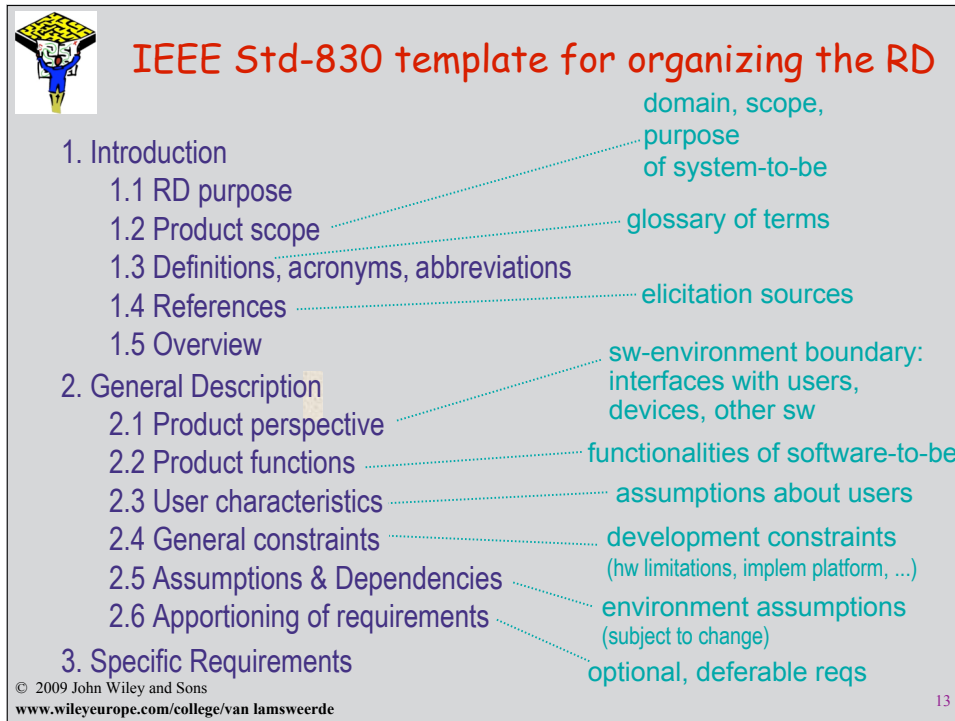 IEEE Std-830 template for organizing the RD
domain, scope,
purpose
of system-to-be
1. Introduction
1.1 RD purpose
1.2 Product scope
glossary of terms
1.3 Definitions, acronyms, abbreviations
1.4 References
elicitation sources
1.5 Overview
sw-environment boundary:
interfaces with users,
devices, other sw
2. General Description
2.1 Product perspective
2.2 Product functions
functionalities of software-to-be
2.3 User characteristics
assumptions about users
2.4 General constraints
development constraints
(hw limitations, implem platform, ...)
2.5 Assumptions & Dependencies
environment assumptions
(subject to change)
2.6 Apportioning of requirements
optional, deferable reqs
3. Specific Requirements
© 2009 John Wiley and Sons
www.wileyeurope.com/college/van lamsweerde
13